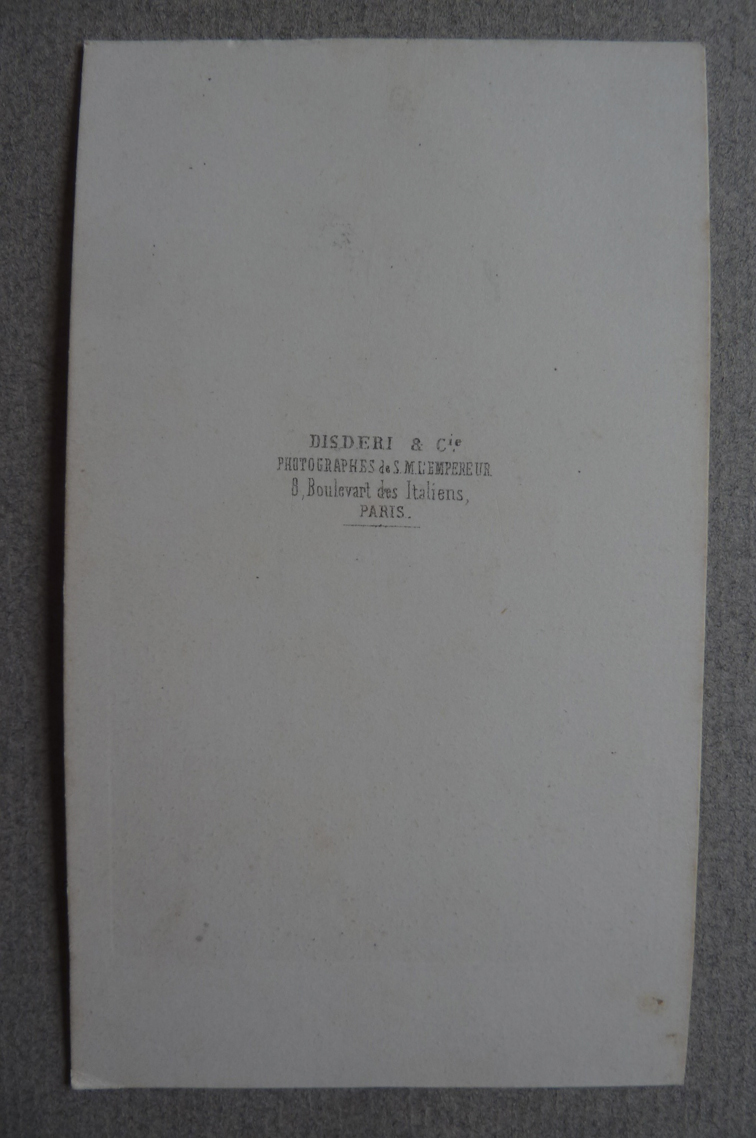 DISDERI & Cie.
PHOTOGRAPHES de S.M. L'EMPEREUR
8, Boulevart des Italiens,
PARIS.